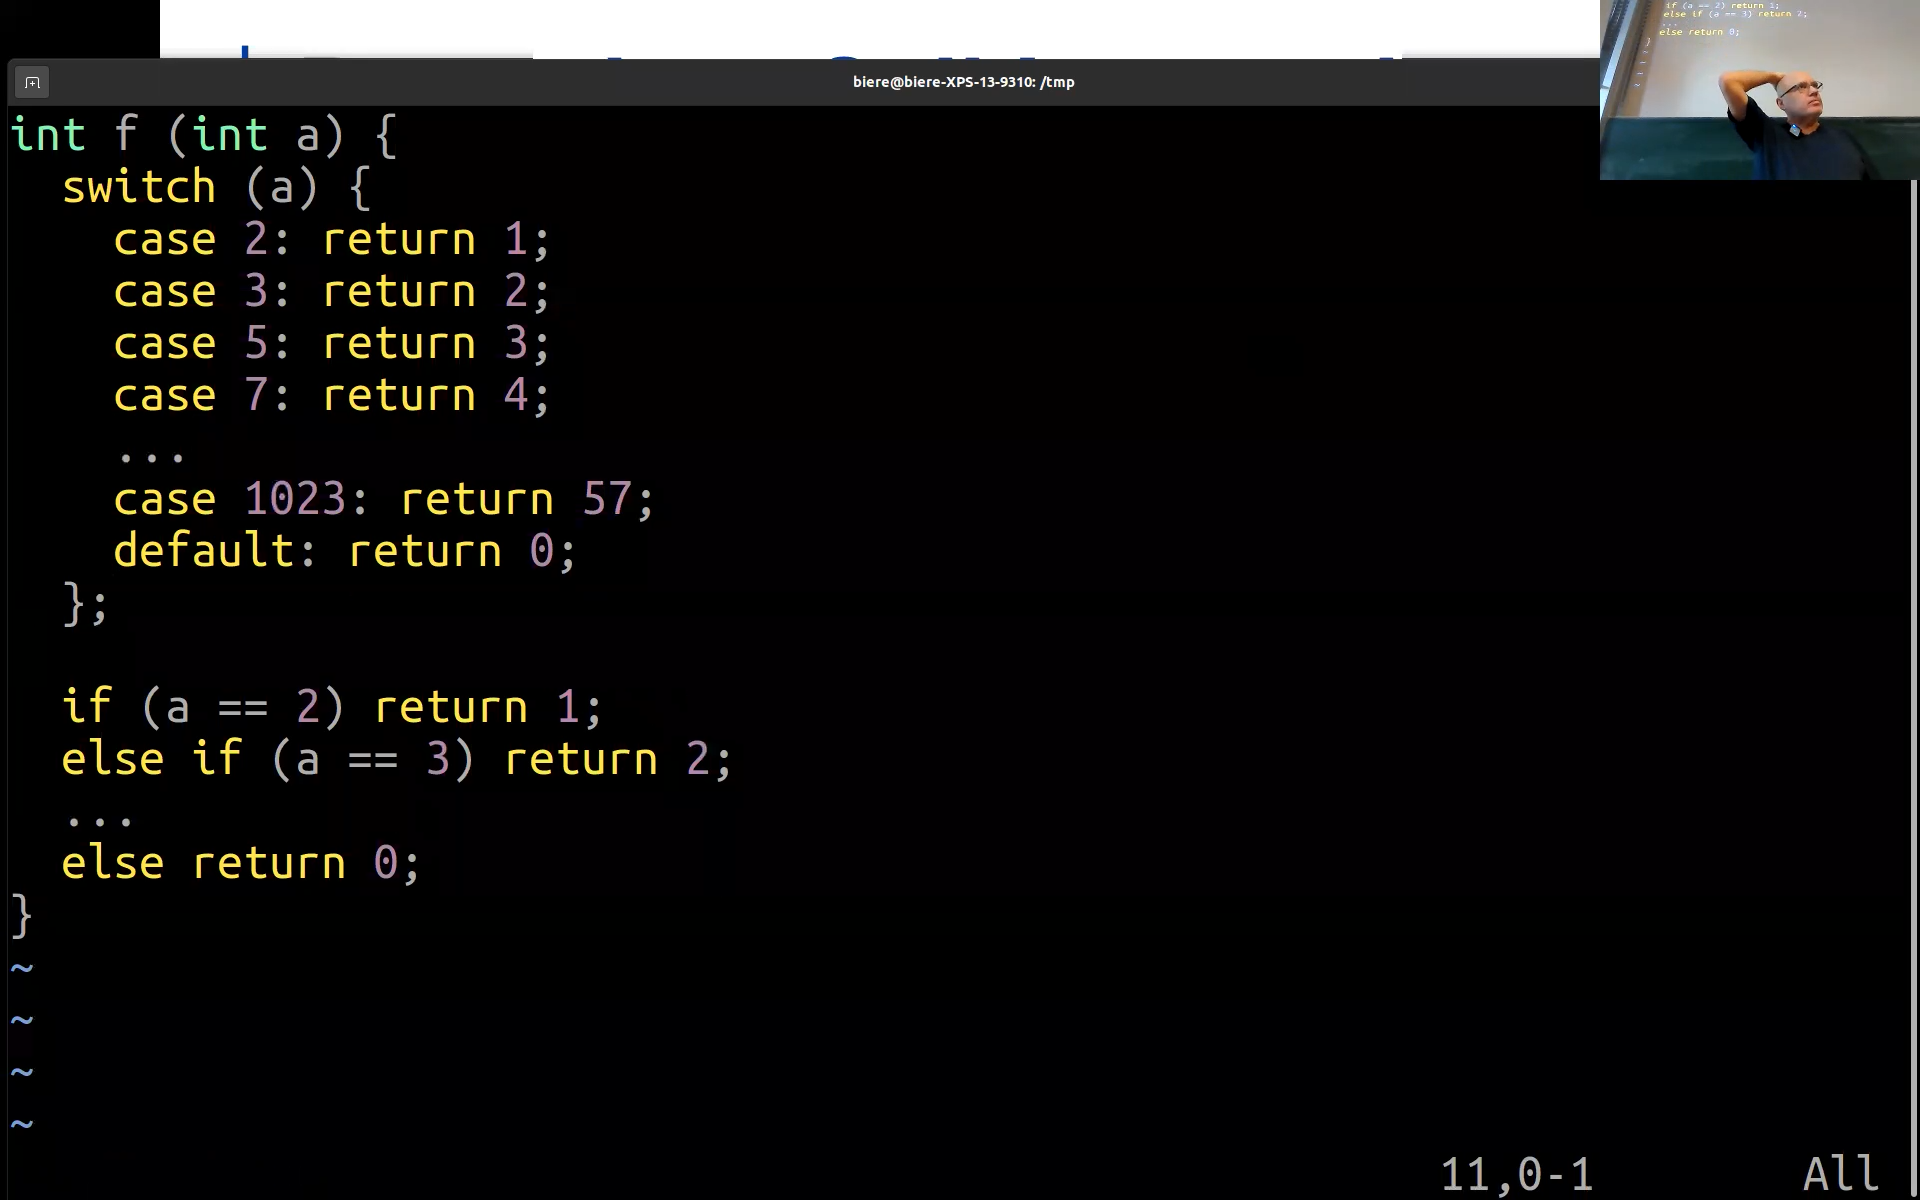 biere@biere-XPS-13-9310: /tmp
if (a == 2) return 1;
else if (a == 3) return 2;
...
else return 0;
}
~
~
~
int f (int a) {
  switch (a) {
    case 2: return 1;
    case 3: return 2;
    case 5: return 3;
    case 7: return 4;
    ...
    case 1023: return 57;
    default: return 0;
  };
  if (a == 2) return 1;
  else if (a == 3) return 2;
  ...
  else return 0;
}
~
~
~
~
11,0-1 All